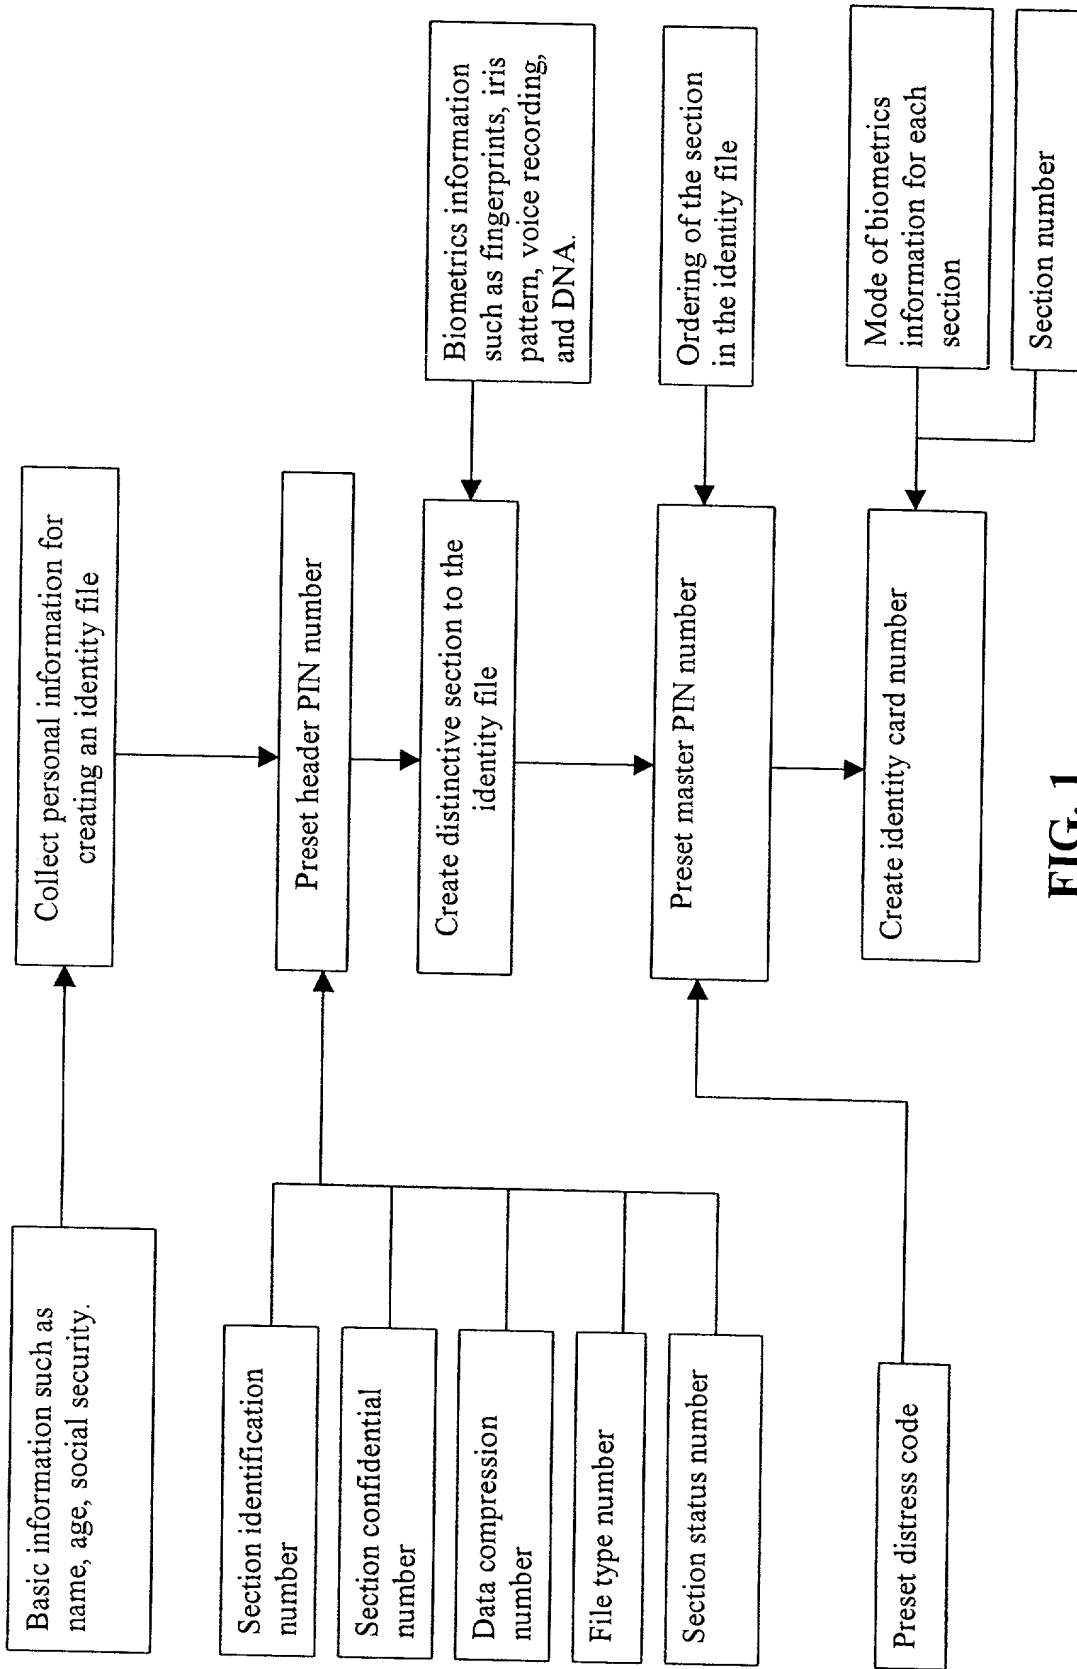 Basic information such as
name, age, social security.
Collect personal information for
creating an identity file
Section identification
number
Section confidential
number
Data compression
number
File type number
Section status number
Preset header PIN number
Biometrics information
such as fingerprints, iris
pattern, voice recording,
and DNA.
Create distinctive section to the
identity file
Ordering of the section
in the identity file
Preset master PIN number
Preset distress code
Mode of biometrics
information for each
section
Section number
Create identity card number
FIG. 1